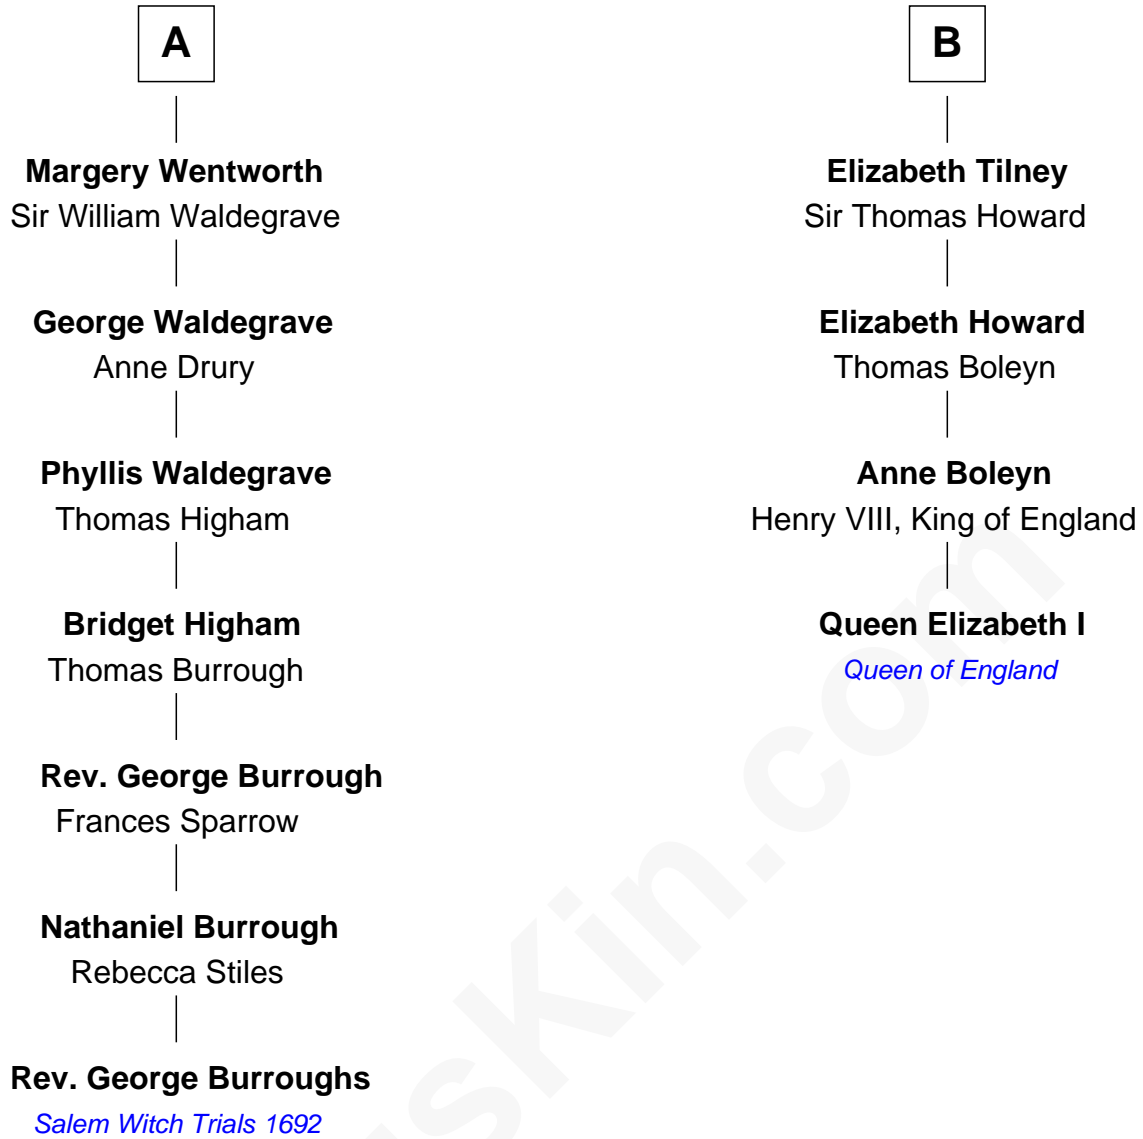 A
Margery Wentworth
Sir William Waldegrave
George Waldegrave
Anne Drury
Phyllis Waldegrave
Thomas Higham
Bridget Higham
Thomas Burrough
Rev. George Burrough
Frances Sparrow
Nathaniel Burrough
Rebecca Stiles
Rev. George Burroughs
Salem Witch Trials 1692
B
Elizabeth Tilney
Sir Thomas Howard
Elizabeth Howard
Thomas Boleyn
Anne Boleyn
Henry VIII, King of England
Queen Elizabeth I
Queen of England